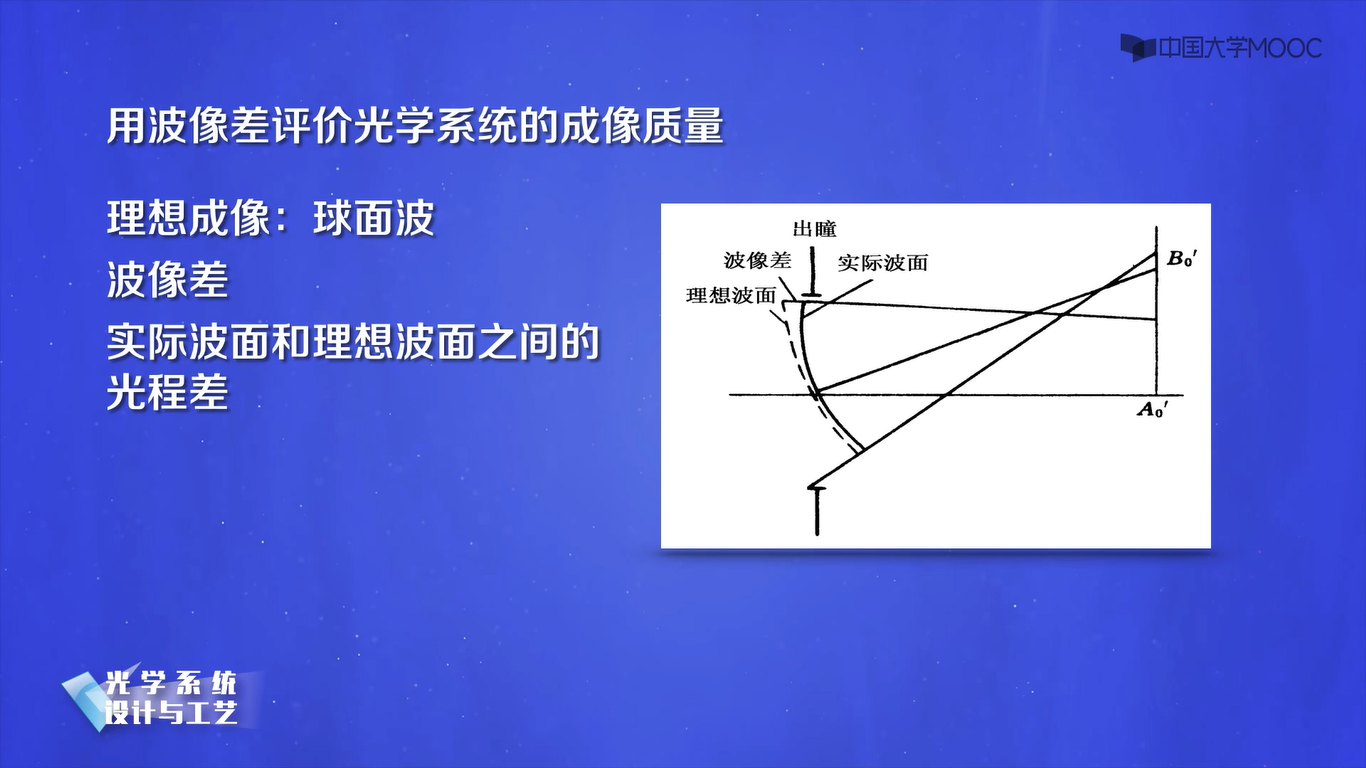 中国大学MOOC
用波像差评价光学系统的成像质量
理想成像：球面波
波像差
实际波面和理想波面之间的
光程差
出瞳
波像差
实际波面
理想波面
B₀′
A₀′
光学系统
设计与工艺